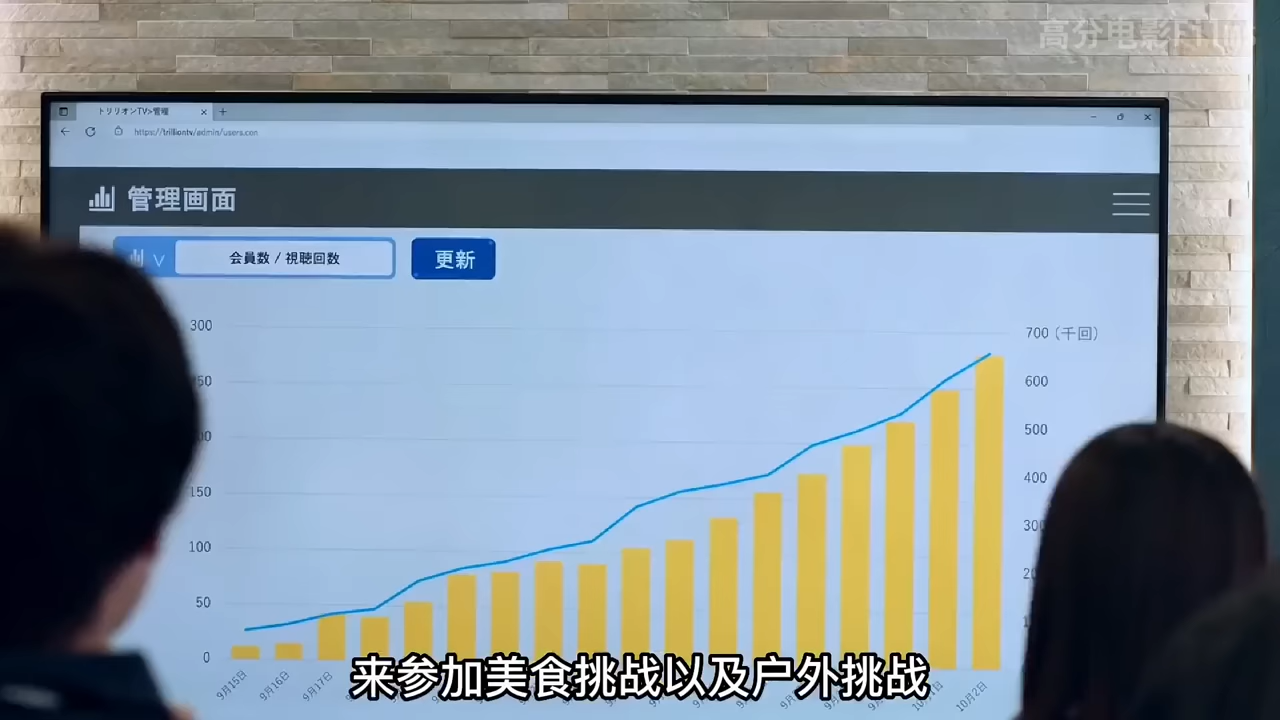 高分电影
トリリオンTV>管理
https://trilliontv/admin/users.con
管理画面
会員数 / 視聴回数
更新
300
700 (千回)
600
500
150
400
100
50
0
9月15日
9月16日
9月17日
10月2日
来参加美食挑战以及户外挑战